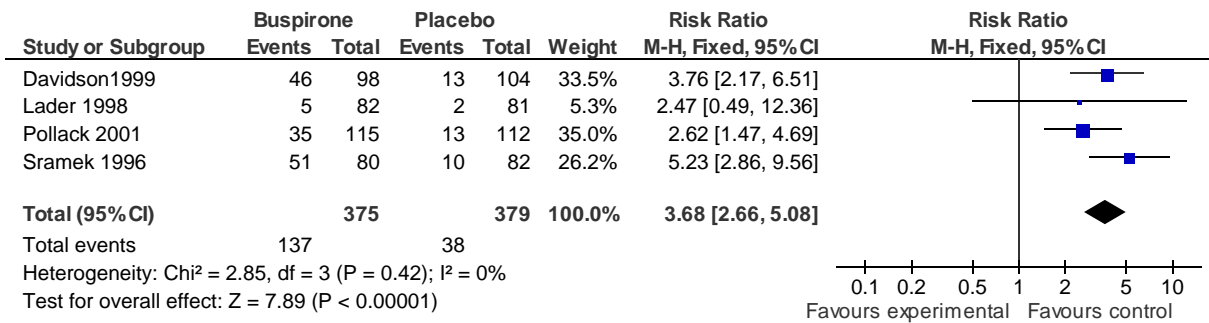 Buspirone Placebo Risk Ratio Risk Ratio
Study or Subgroup Events Total Events Total Weight M-H, Fixed, 95% CI M-H, Fixed, 95% CI
Davidson1999 46 98 13 104 33.5% 3.76 [2.17, 6.51]
Lader 1998 5 82 2 81 5.3% 2.47 [0.49, 12.36]
Pollack 2001 35 115 13 112 35.0% 2.62 [1.47, 4.69]
Sramek 1996 51 80 10 82 26.2% 5.23 [2.86, 9.56]
Total (95% CI) 375 379 100.0% 3.68 [2.66, 5.08]
Total events 137 38
Heterogeneity: Chi² = 2.85, df = 3 (P = 0.42); I² = 0%
Test for overall effect: Z = 7.89 (P < 0.00001)
0.1 0.2 0.5 1 2 5 10
Favours experimental Favours control